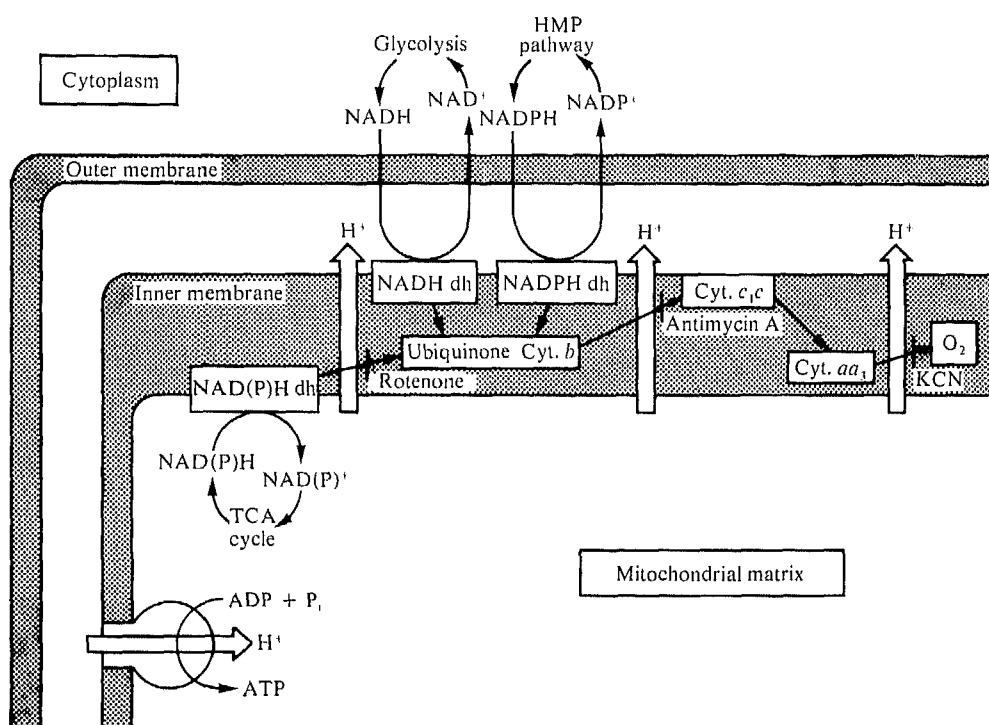 Cytoplasm
Glycolysis
HMP
pathway
NADH
NAD⁺
NADPH
NADP⁺
Outer membrane
H⁺
H⁺
H⁺
Inner membrane
NADH dh
NADPH dh
Cyt. c₁c
Antimycin A
Ubiquinone Cyt. b
Rotenone
Cyt. aa₃
O₂
KCN
NAD(P)H dh
NAD(P)H
NAD(P)⁺
TCA
cycle
Mitochondrial matrix
ADP + Pᵢ
H⁺
ATP